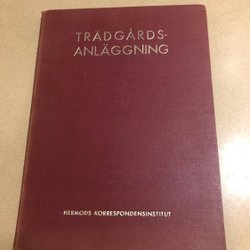 TRÄDGÅRDS-
ANLÄGGNING
HERMODS KORRESPONDENSINSTITUT